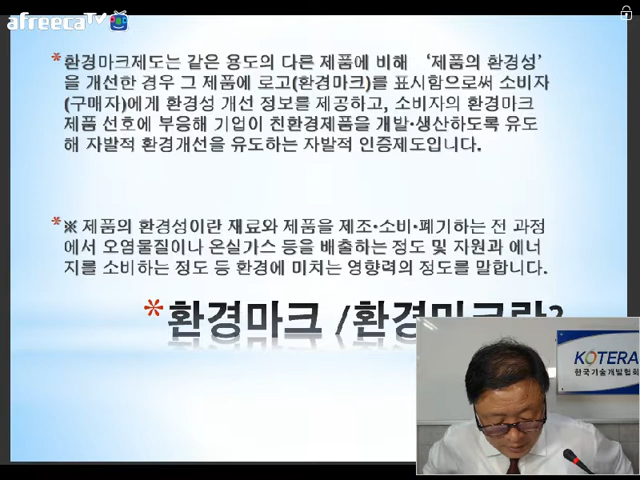 afreecaTV
*환경마크제도는 같은 용도의 다른 제품에 비해 ‘제품의 환경성’
을 개선한 경우 그 제품에 로고(환경마크)를 표시함으로써 소비자
(구매자)에게 환경성 개선 정보를 제공하고, 소비자의 환경마크
제품 선호에 부응해 기업이 친환경제품을 개발·생산하도록 유도
해 자발적 환경개선을 유도하는 자발적 인증제도입니다.
*※ 제품의 환경성이란 재료와 제품을 제조·소비·폐기하는 전 과정
에서 오염물질이나 온실가스 등을 배출하는 정도 및 자원과 에너
지를 소비하는 정도 등 환경에 미치는 영향력의 정도를 말합니다.
*환경마크 /환경마크란?
KOTERA
한국기술개발협회